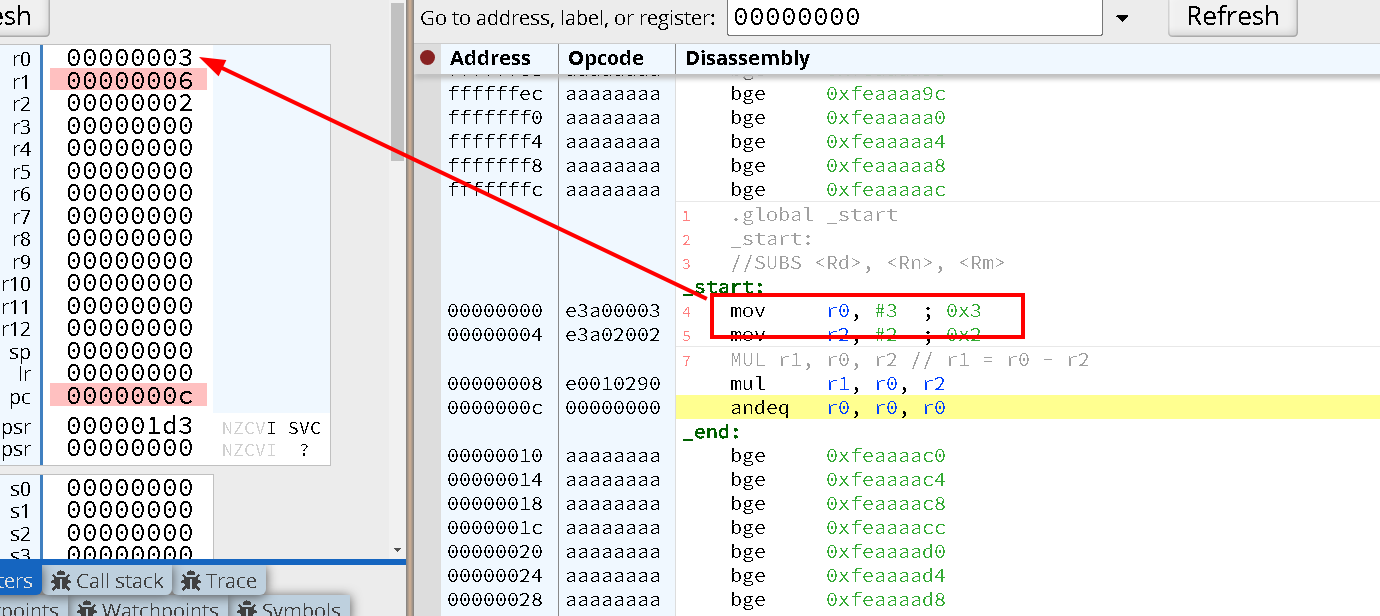 esh
Go to address, label, or register: 00000000 Refresh
r0 00000003
r1 00000006
r2 00000002
r3 00000000
r4 00000000
r5 00000000
r6 00000000
r7 00000000
r8 00000000
r9 00000000
r10 00000000
r11 00000000
r12 00000000
sp 00000000
lr 00000000
pc 0000000c
psr 000001d3 NZCVI SVC
psr 00000000 NZCVI ?
s0 00000000
s1 00000000
s2 00000000
s3 00000000
ters Call stack Trace
points Watchpoints Symbols
Address Opcode Disassembly
ffffffec aaaaaaaa bge 0xfeaaaa9c
fffffff0 aaaaaaaa bge 0xfeaaaaa0
fffffff4 aaaaaaaa bge 0xfeaaaaa4
fffffff8 aaaaaaaa bge 0xfeaaaaa8
fffffffc aaaaaaaa bge 0xfeaaaaac
1 .global _start
2 _start:
3 //SUBS <Rd>, <Rn>, <Rm>
_start:
00000000 e3a00003 4 mov r0, #3 ; 0x3
00000004 e3a02002 5 mov r2, #2 ; 0x2
7 MUL r1, r0, r2 // r1 = r0 - r2
00000008 e0010290 mul r1, r0, r2
0000000c 00000000 andeq r0, r0, r0
_end:
00000010 aaaaaaaa bge 0xfeaaaac0
00000014 aaaaaaaa bge 0xfeaaaac4
00000018 aaaaaaaa bge 0xfeaaaac8
0000001c aaaaaaaa bge 0xfeaaaacc
00000020 aaaaaaaa bge 0xfeaaaad0
00000024 aaaaaaaa bge 0xfeaaaad4
00000028 aaaaaaaa bge 0xfeaaaad8